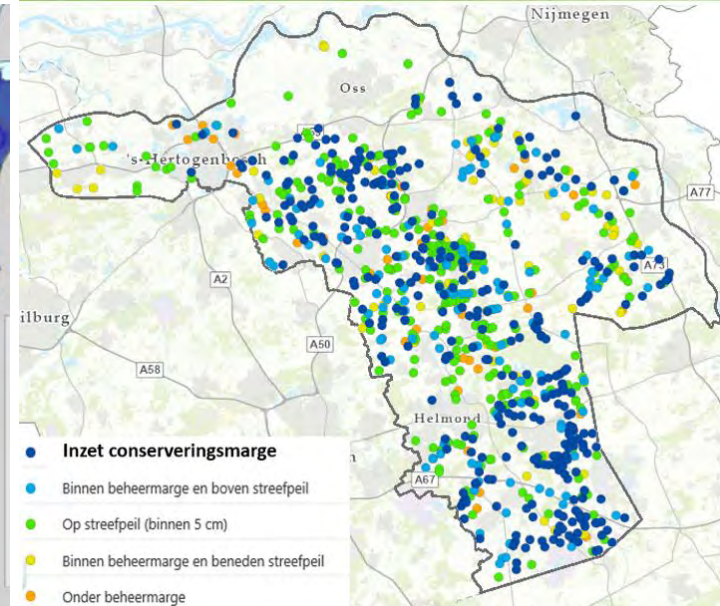 Nijmegen
Oss
's-Hertogenbosch
A77
A73
A2
ilburg
A50
A58
Helmond
n
A67
Inzet conserveringsmarge
Binnen beheermarge en boven streefpeil
Op streefpeil (binnen 5 cm)
Binnen beheermarge en beneden streefpeil
Onder beheermarge